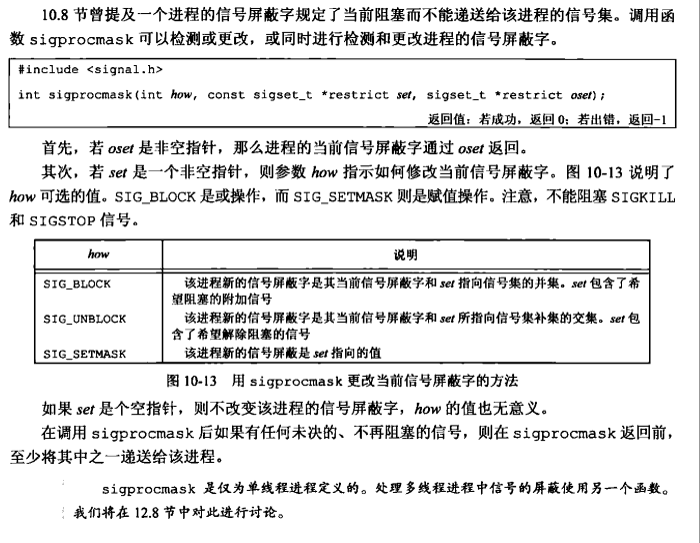 10.8 节曾提及一个进程的信号屏蔽字规定了当前阻塞而不能递送给该进程的信号集。调用函
数 sigprocmask 可以检测或更改，或同时进行检测和更改进程的信号屏蔽字。
#include <signal.h>
int sigprocmask(int how, const sigset_t *restrict set, sigset_t *restrict oset);
返回值：若成功，返回 0；若出错，返回-1
首先，若 oset 是非空指针，那么进程的当前信号屏蔽字通过 oset 返回。
其次，若 set 是一个非空指针，则参数 how 指示如何修改当前信号屏蔽字。图 10-13 说明了
how 可选的值。SIG_BLOCK 是或操作，而 SIG_SETMASK 则是赋值操作。注意，不能阻塞 SIGKILL
和 SIGSTOP 信号。
how 说明
SIG_BLOCK 该进程新的信号屏蔽字是其当前信号屏蔽字和 set 指向信号集的并集。set 包含了希
望阻塞的附加信号
SIG_UNBLOCK 该进程新的信号屏蔽字是其当前信号屏蔽字和 set 所指向信号集补集的交集。set 包
含了希望解除阻塞的信号
SIG_SETMASK 该进程新的信号屏蔽是 set 指向的值
图 10-13 用 sigprocmask 更改当前信号屏蔽字的方法
如果 set 是个空指针，则不改变该进程的信号屏蔽字，how 的值也无意义。
在调用 sigprocmask 后如果有任何未决的、不再阻塞的信号，则在 sigprocmask 返回前，
至少将其中之一递送给该进程。
sigprocmask 是仅为单线程进程定义的。处理多线程进程中信号的屏蔽使用另一个函数。
我们将在 12.8 节中对此进行讨论。